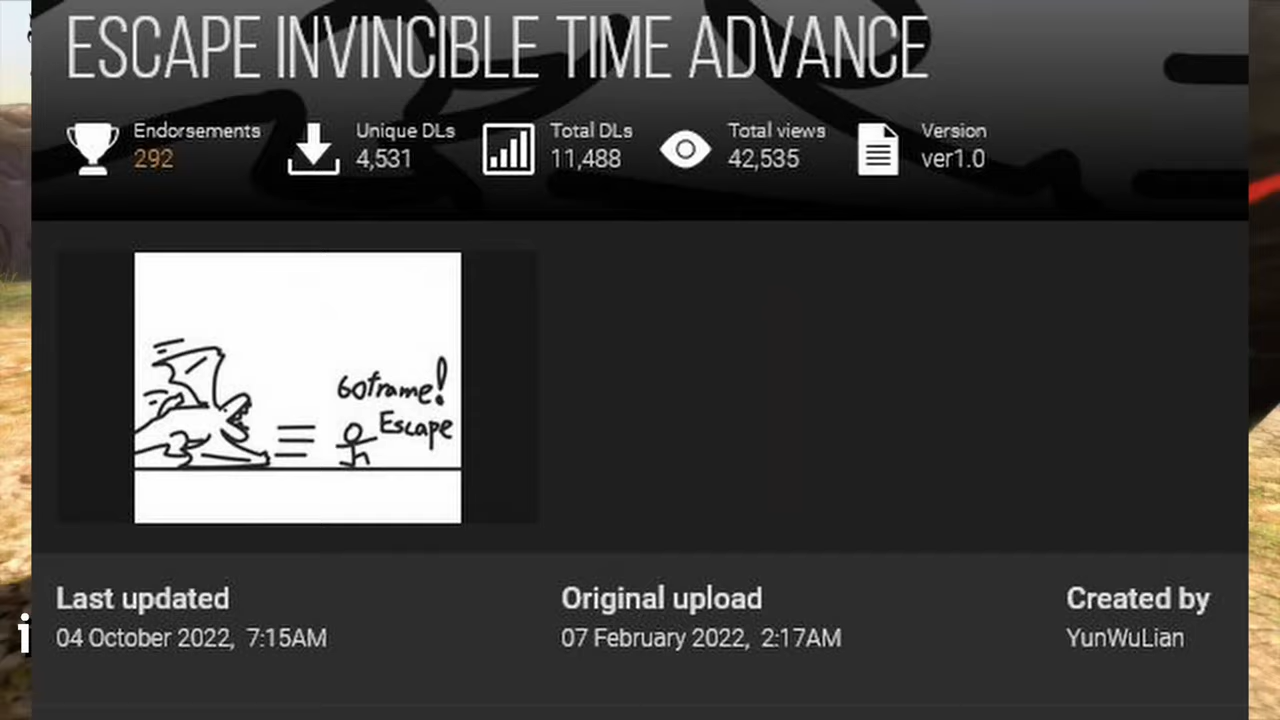 ESCAPE INVINCIBLE TIME ADVANCE
Endorsements
292
Unique DLs
4,531
Total DLs
11,488
Total views
42,535
Version
ver1.0
60frame!
Escape
Last updated
04 October 2022, 7:15AM
Original upload
07 February 2022, 2:17AM
Created by
YunWuLian
i